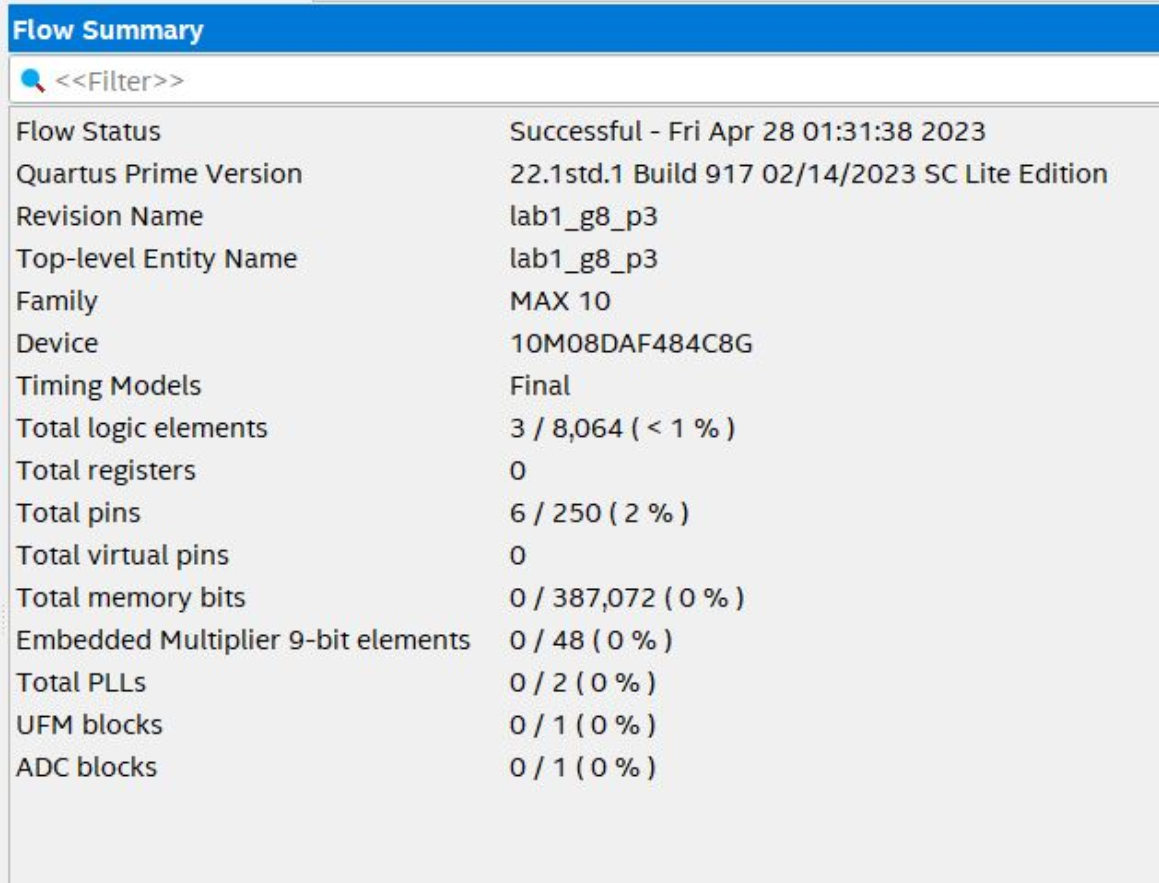 Flow Summary
<<Filter>>
Flow Status Successful - Fri Apr 28 01:31:38 2023
Quartus Prime Version 22.1std.1 Build 917 02/14/2023 SC Lite Edition
Revision Name lab1_g8_p3
Top-level Entity Name lab1_g8_p3
Family MAX 10
Device 10M08DAF484C8G
Timing Models Final
Total logic elements 3 / 8,064 ( < 1 % )
Total registers 0
Total pins 6 / 250 ( 2 % )
Total virtual pins 0
Total memory bits 0 / 387,072 ( 0 % )
Embedded Multiplier 9-bit elements 0 / 48 ( 0 % )
Total PLLs 0 / 2 ( 0 % )
UFM blocks 0 / 1 ( 0 % )
ADC blocks 0 / 1 ( 0 % )